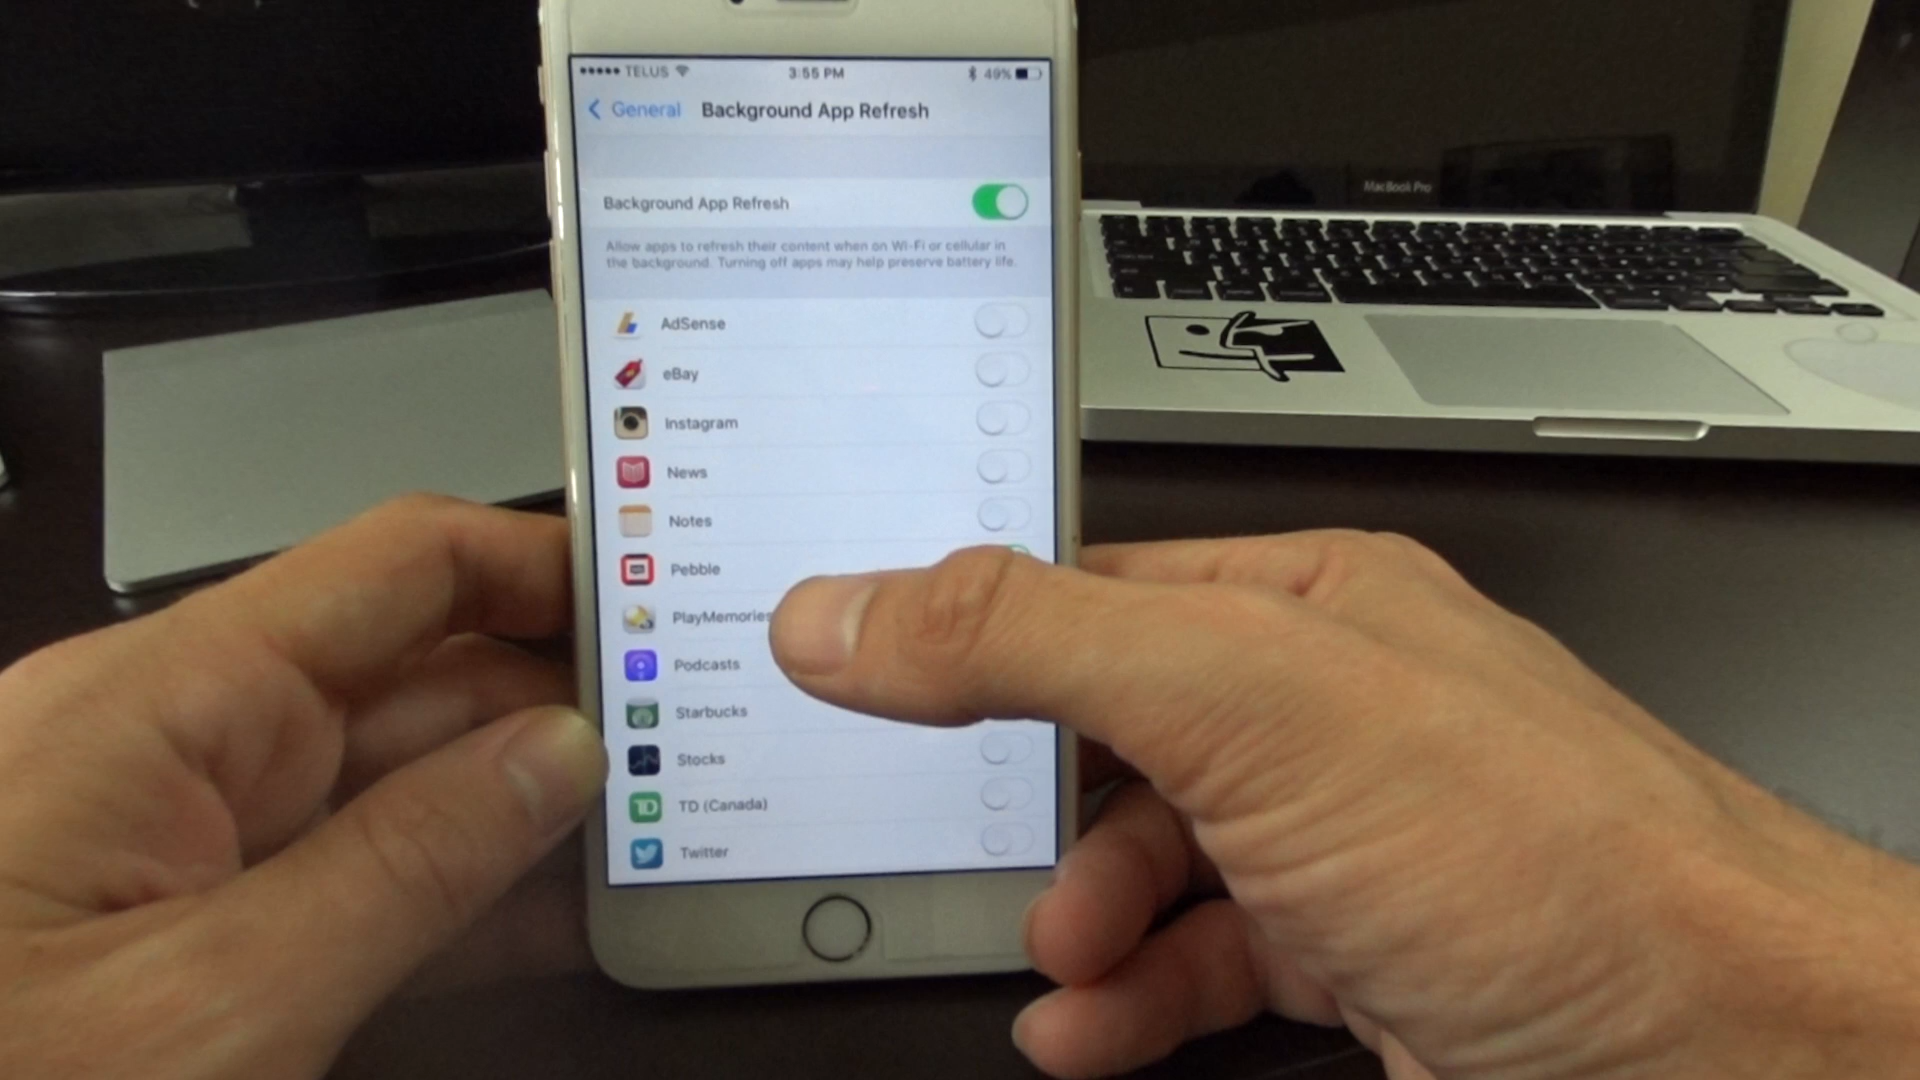 TELUS 3:55 PM 49%
General Background App Refresh
Background App Refresh
Allow apps to refresh their content when on Wi-Fi or cellular in
the background. Turning off apps may help preserve battery life.
AdSense
eBay
Instagram
News
Notes
Pebble
PlayMemories
Podcasts
Starbucks
Stocks
TD (Canada)
Twitter
MacBook Pro